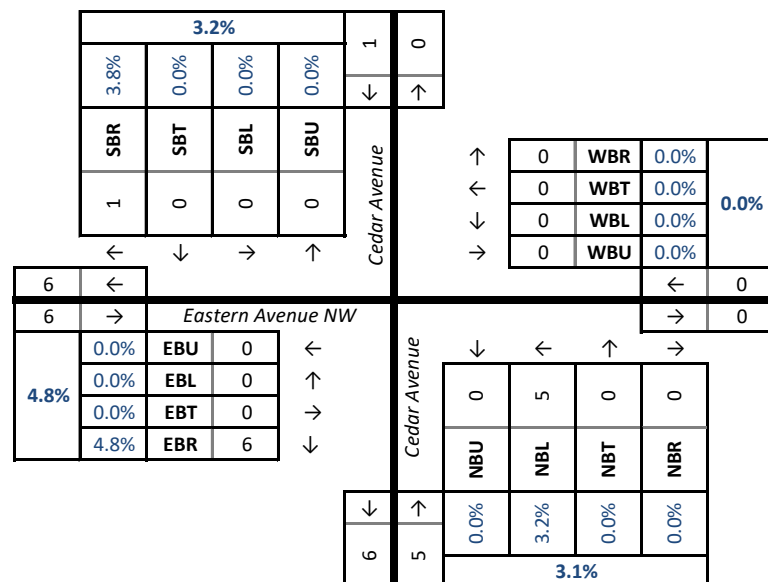 3.2%
3.8% 0.0% 0.0% 0.0%
SBR SBT SBL SBU
1 0 0 0
← ↓ → ↑
1 0
↓ ↑
Cedar Avenue
↑ 0 WBR 0.0%
← 0 WBT 0.0%
↓ 0 WBL 0.0%
→ 0 WBU 0.0%
0.0%
6 ←
← 0
6 → Eastern Avenue NW
→ 0
0.0% EBU 0 ←
0.0% EBL 0 ↑
0.0% EBT 0 →
4.8% EBR 6 ↓
4.8%
Cedar Avenue
↓ ← ↑ →
0 5 0 0
NBU NBL NBT NBR
0.0% 3.2% 0.0% 0.0%
↓ ↑
6 5
3.1%